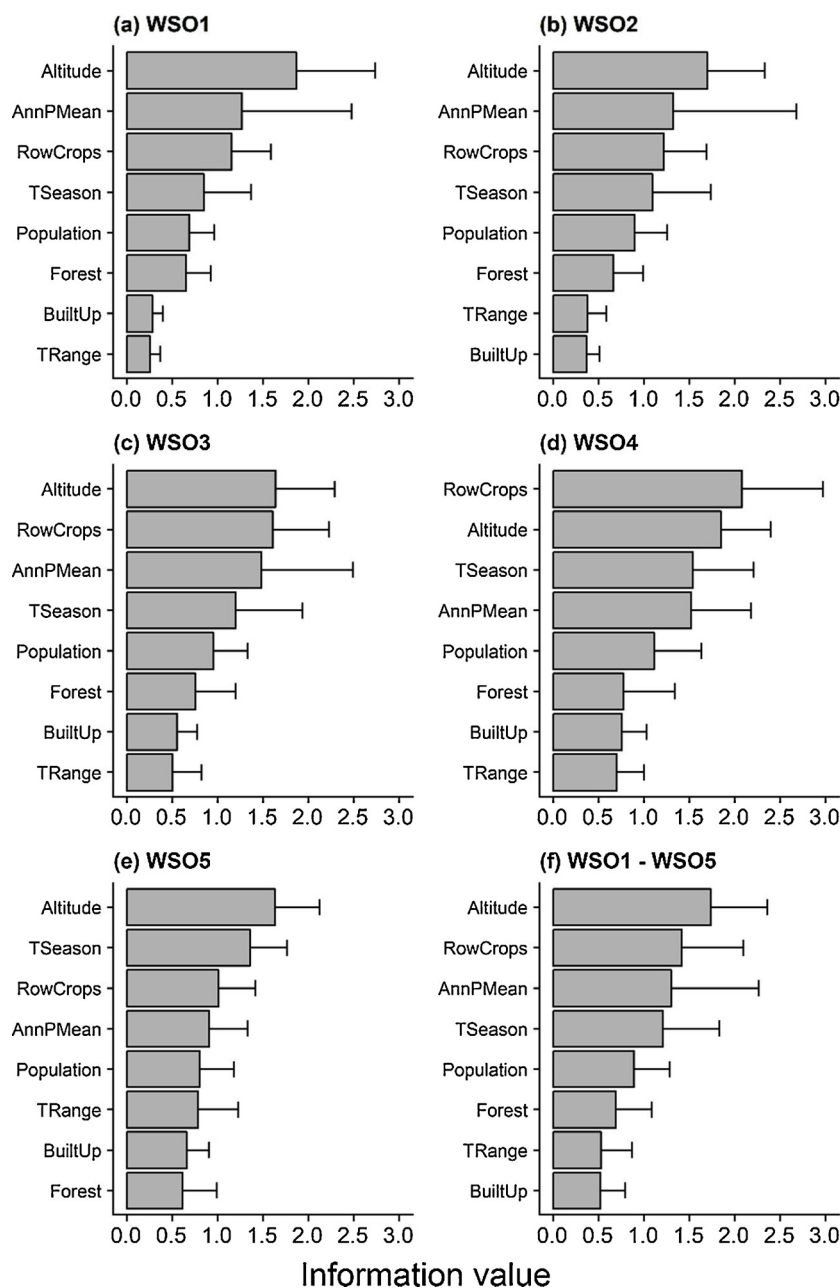 (a) WSO1
Altitude
AnnPMean
RowCrops
TSeason
Population
Forest
BuiltUp
TRange
0.0 0.5 1.0 1.5 2.0 2.5 3.0
(b) WSO2
Altitude
AnnPMean
RowCrops
TSeason
Population
Forest
TRange
BuiltUp
0.0 0.5 1.0 1.5 2.0 2.5 3.0
(c) WSO3
Altitude
RowCrops
AnnPMean
TSeason
Population
Forest
BuiltUp
TRange
0.0 0.5 1.0 1.5 2.0 2.5 3.0
(d) WSO4
RowCrops
Altitude
TSeason
AnnPMean
Population
Forest
BuiltUp
TRange
0.0 0.5 1.0 1.5 2.0 2.5 3.0
(e) WSO5
Altitude
TSeason
RowCrops
AnnPMean
Population
TRange
BuiltUp
Forest
0.0 0.5 1.0 1.5 2.0 2.5 3.0
(f) WSO1 - WSO5
Altitude
RowCrops
AnnPMean
TSeason
Population
Forest
TRange
BuiltUp
0.0 0.5 1.0 1.5 2.0 2.5 3.0
Information value